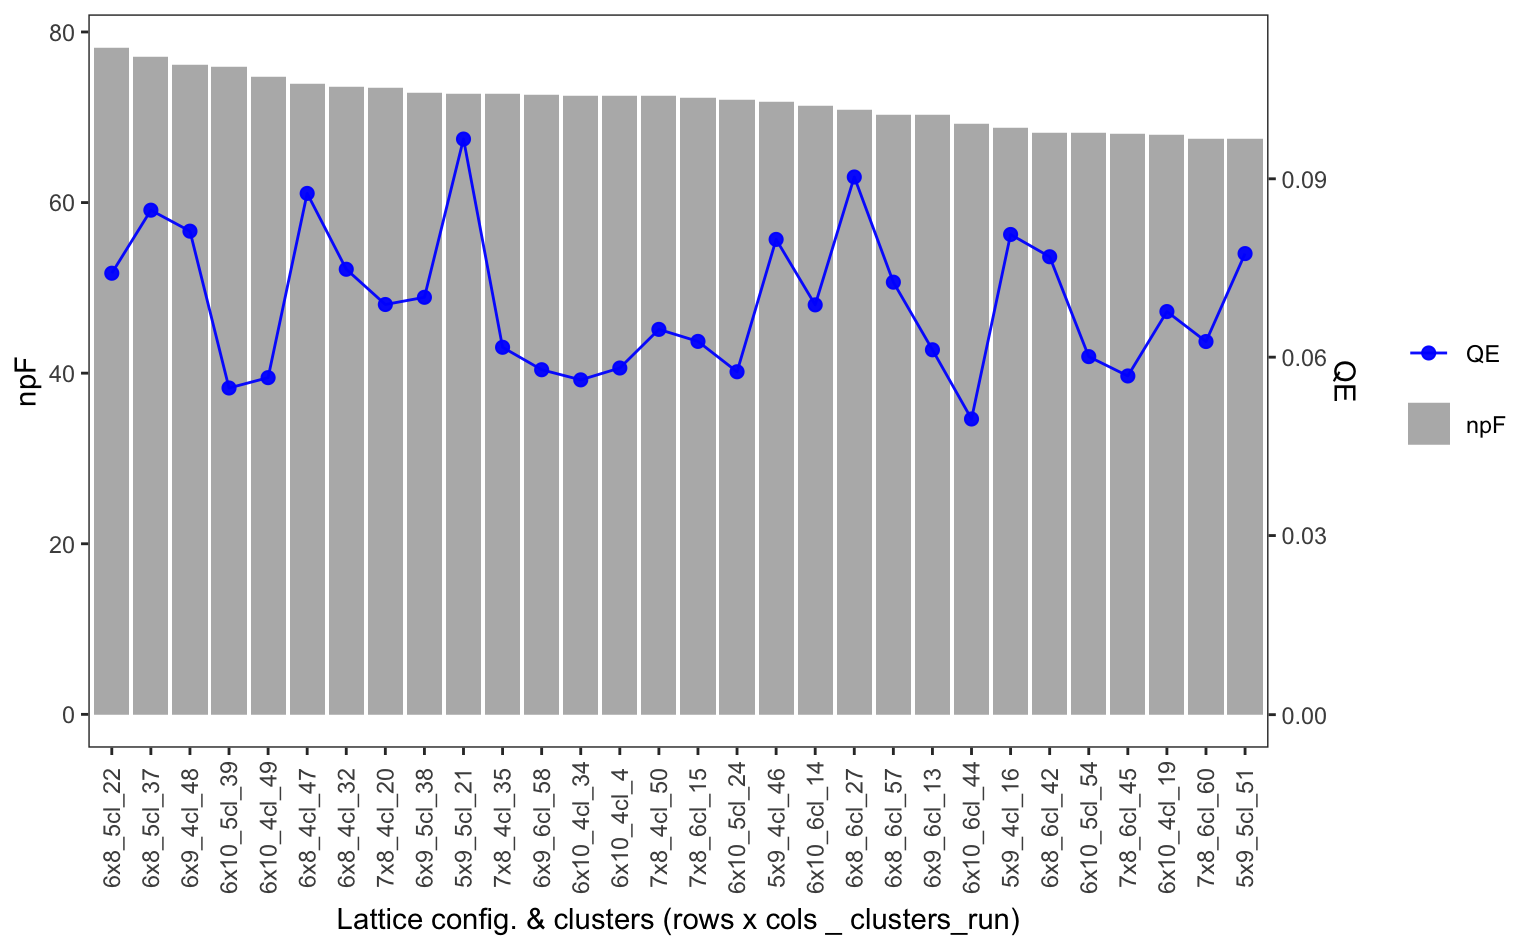 80
60
40
20
0
npF
0.09
0.06
0.03
0.00
QE
QE
npF
6x8_5cl_22
6x8_5cl_37
6x9_4cl_48
6x10_5cl_39
6x10_4cl_49
6x8_4cl_47
6x8_4cl_32
7x8_4cl_20
6x9_5cl_38
5x9_5cl_21
7x8_4cl_35
6x9_6cl_58
6x10_4cl_34
6x10_4cl_4
7x8_4cl_50
7x8_6cl_15
6x10_5cl_24
5x9_4cl_46
6x10_6cl_14
6x8_6cl_27
6x8_6cl_57
6x9_6cl_13
6x10_6cl_44
5x9_4cl_16
6x8_6cl_42
6x10_5cl_54
7x8_6cl_45
6x10_4cl_19
7x8_6cl_60
5x9_5cl_51
Lattice config. & clusters (rows x cols _ clusters_run)